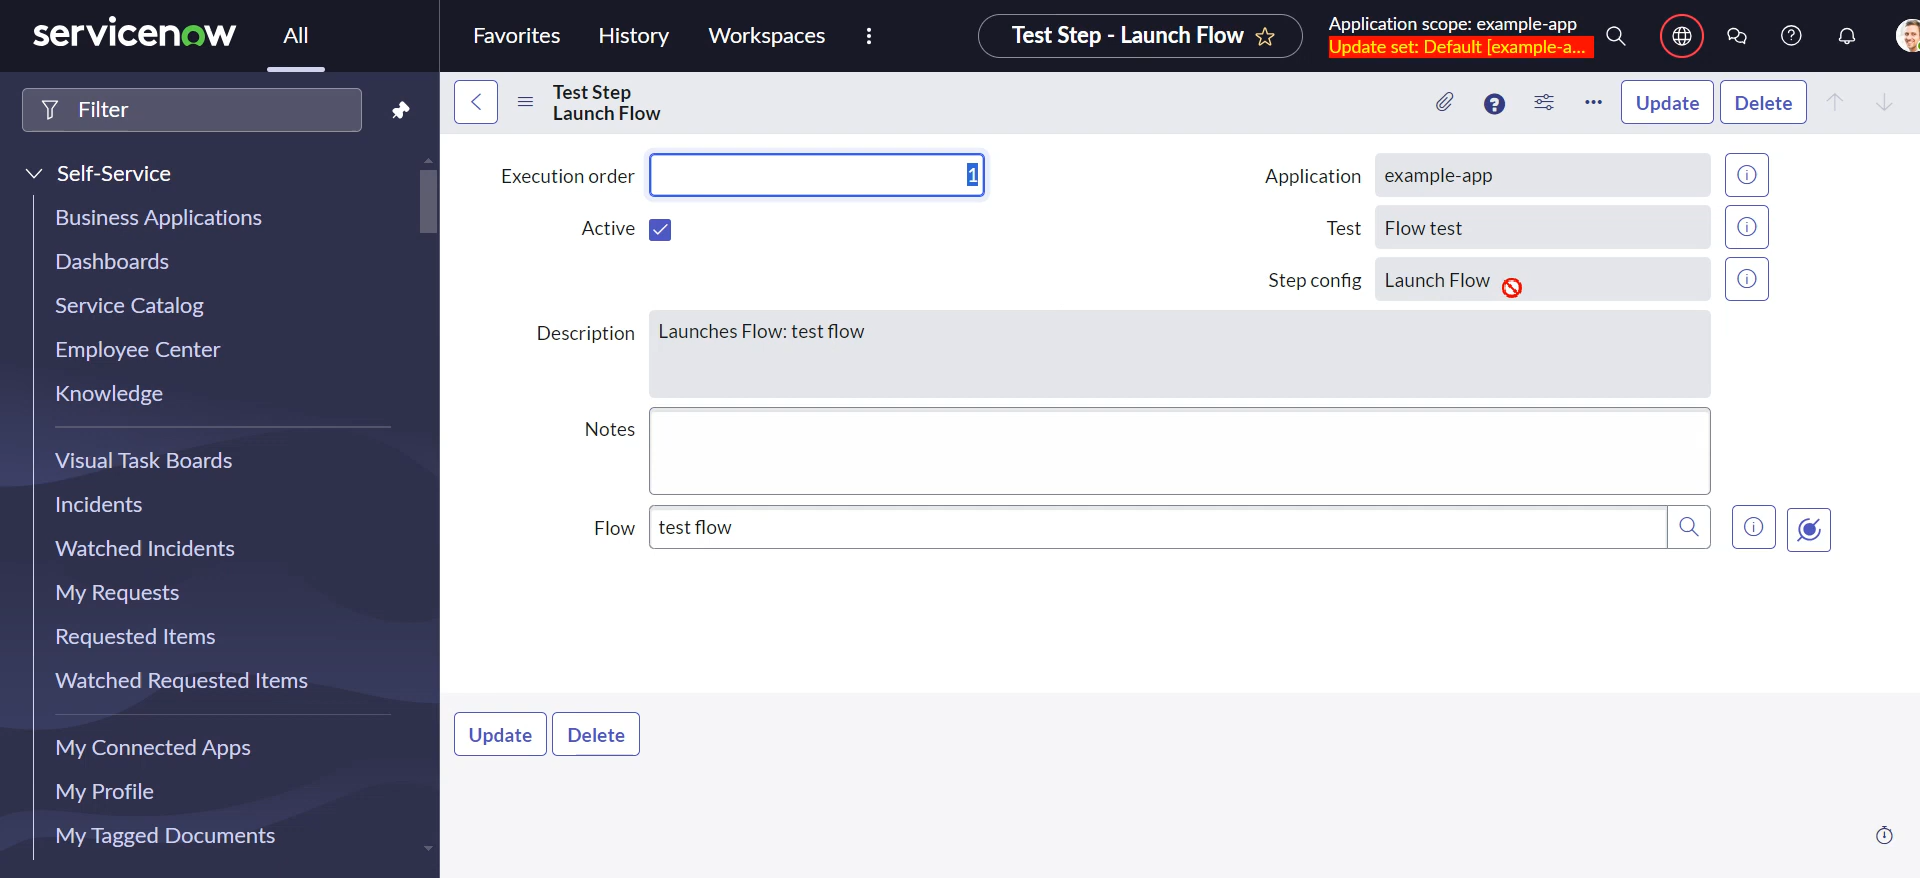 servicenow
All
Favorites
History
Workspaces
Test Step - Launch Flow
Application scope: example-app
Update set: Default [example-a...
Filter
Self-Service
Business Applications
Dashboards
Service Catalog
Employee Center
Knowledge
Visual Task Boards
Incidents
Watched Incidents
My Requests
Requested Items
Watched Requested Items
My Connected Apps
My Profile
My Tagged Documents
Test Step
Launch Flow
Update
Delete
Execution order
1
Active
Application
example-app
Test
Flow test
Step config
Launch Flow
Description
Launches Flow: test flow
Notes
Flow
test flow
Update
Delete